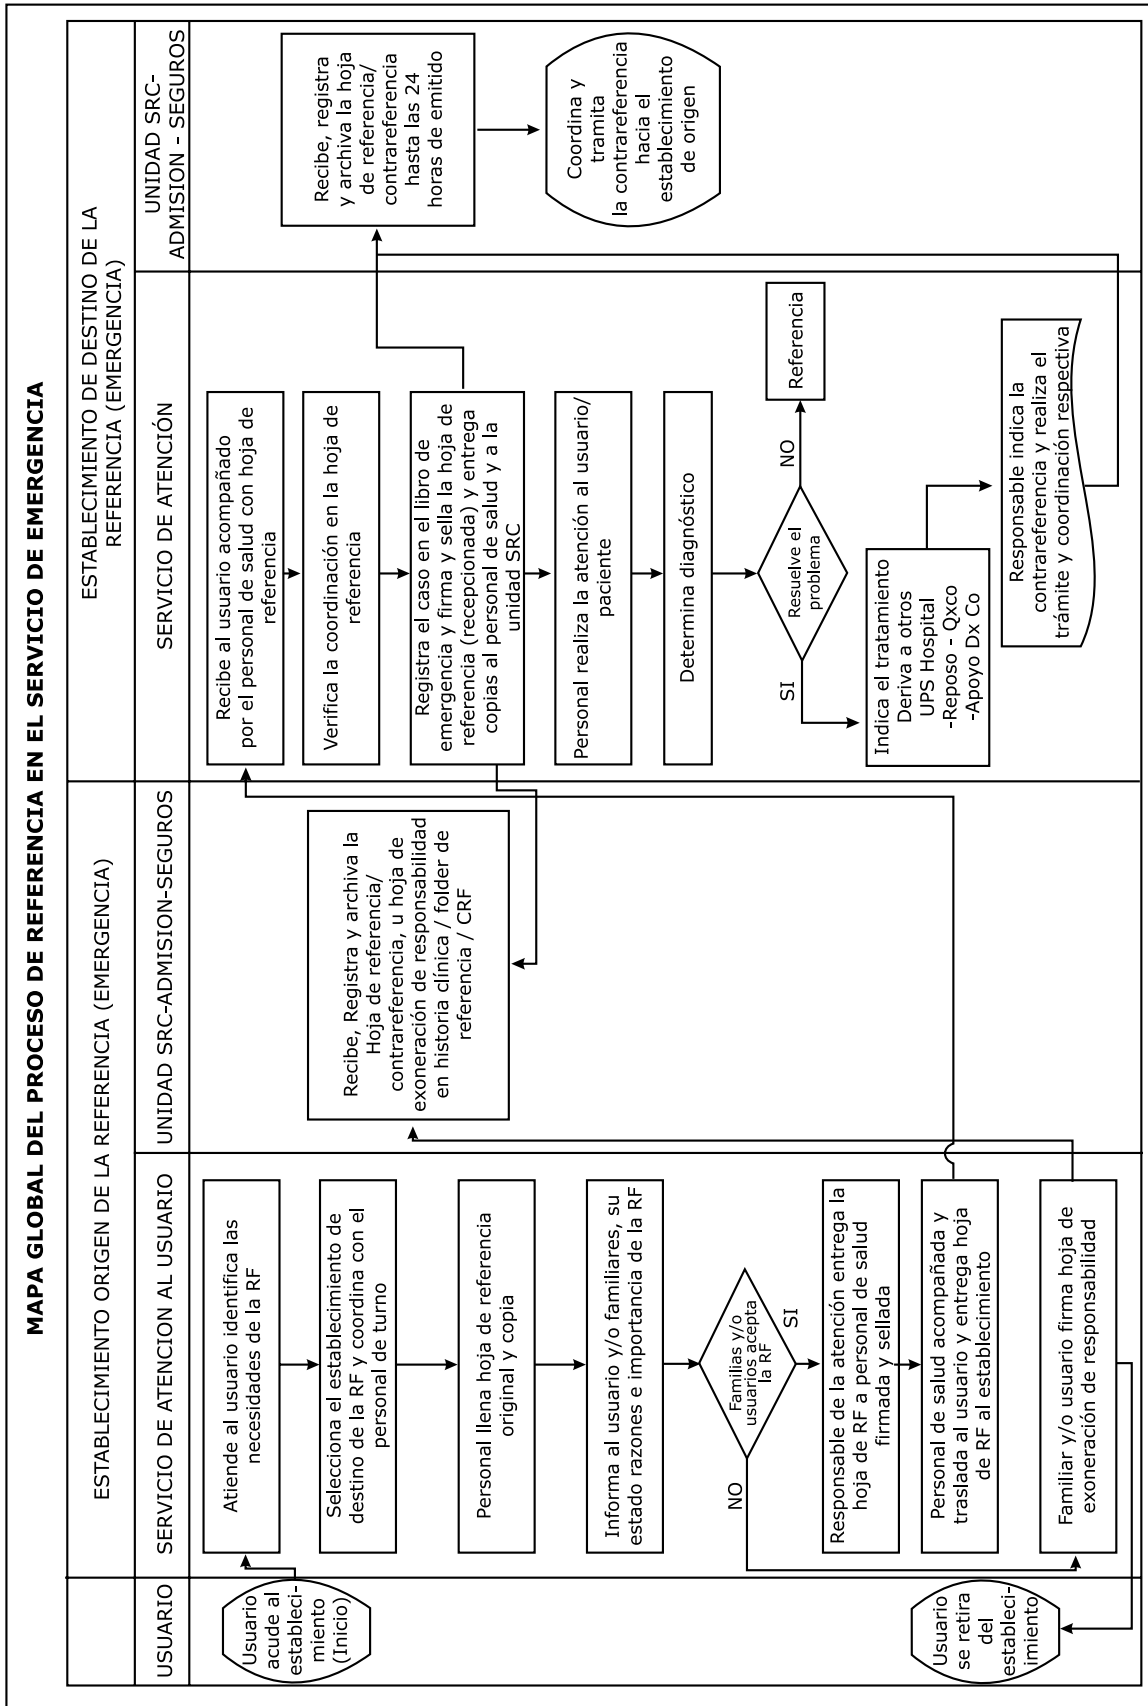 MAPA GLOBAL DEL PROCESO DE REFERENCIA EN EL SERVICIO DE EMERGENCIA
ESTABLECIMIENTO ORIGEN DE LA REFERENCIA (EMERGENCIA)
ESTABLECIMIENTO DE DESTINO DE LA
REFERENCIA (EMERGENCIA)
USUARIO
SERVICIO DE ATENCION AL USUARIO
UNIDAD SRC-ADMISION-SEGUROS
SERVICIO DE ATENCIÓN
UNIDAD SRC-
ADMISION - SEGUROS
Usuario
acude al
estableci-
miento
(Inicio)
Atiende al usuario identifica las
necesidades de la RF
Selecciona el establecimiento de
destino de la RF y coordina con el
personal de turno
Personal llena hoja de referencia
original y copia
Informa al usuario y/o familiares, su
estado razones e importancia de la RF
Familias y/o
usuarios acepta
la RF
NO
SI
Responsable de la atención entrega la
hoja de RF a personal de salud
firmada y sellada
Personal de salud acompañada y
traslada al usuario y entrega hoja
de RF al establecimiento
Familiar y/o usuario firma hoja de
exoneración de responsabilidad
Usuario
se retira
del
estableci-
imiento
Recibe, Registra y archiva la
Hoja de referencia/
contrareferencia, u hoja de
exoneración de responsabilidad
en historia clínica / folder de
referencia / CRF
Recibe al usuario acompañado
por el personal de salud con hoja de
referencia
Verifica la coordinación en la hoja de
referencia
Registra el caso en el libro de
emergencia y firma y sella la hoja de
referencia (recepcionada) y entrega
copias al personal de salud y a la
unidad SRC
Personal realiza la atención al usuario/
paciente
Determina diagnóstico
Resuelve el
problema
SI
NO
Referencia
Indica el tratamiento
Deriva a otros
UPS Hospital
-Reposo - Qxco
-Apoyo Dx Co
Responsable indica la
contrareferencia y realiza el
trámite y coordinación respectiva
Recibe, registra
y archiva la hoja
de referencia/
contrareferencia
hasta las 24
horas de emitido
Coordina y
tramita
la contrareferencia
hacia el
establecimiento
de origen